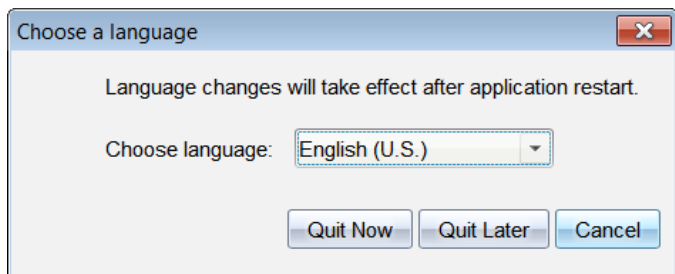 Choose a language
Language changes will take effect after application restart.
Choose language: English (U.S.)
Quit Now Quit Later Cancel